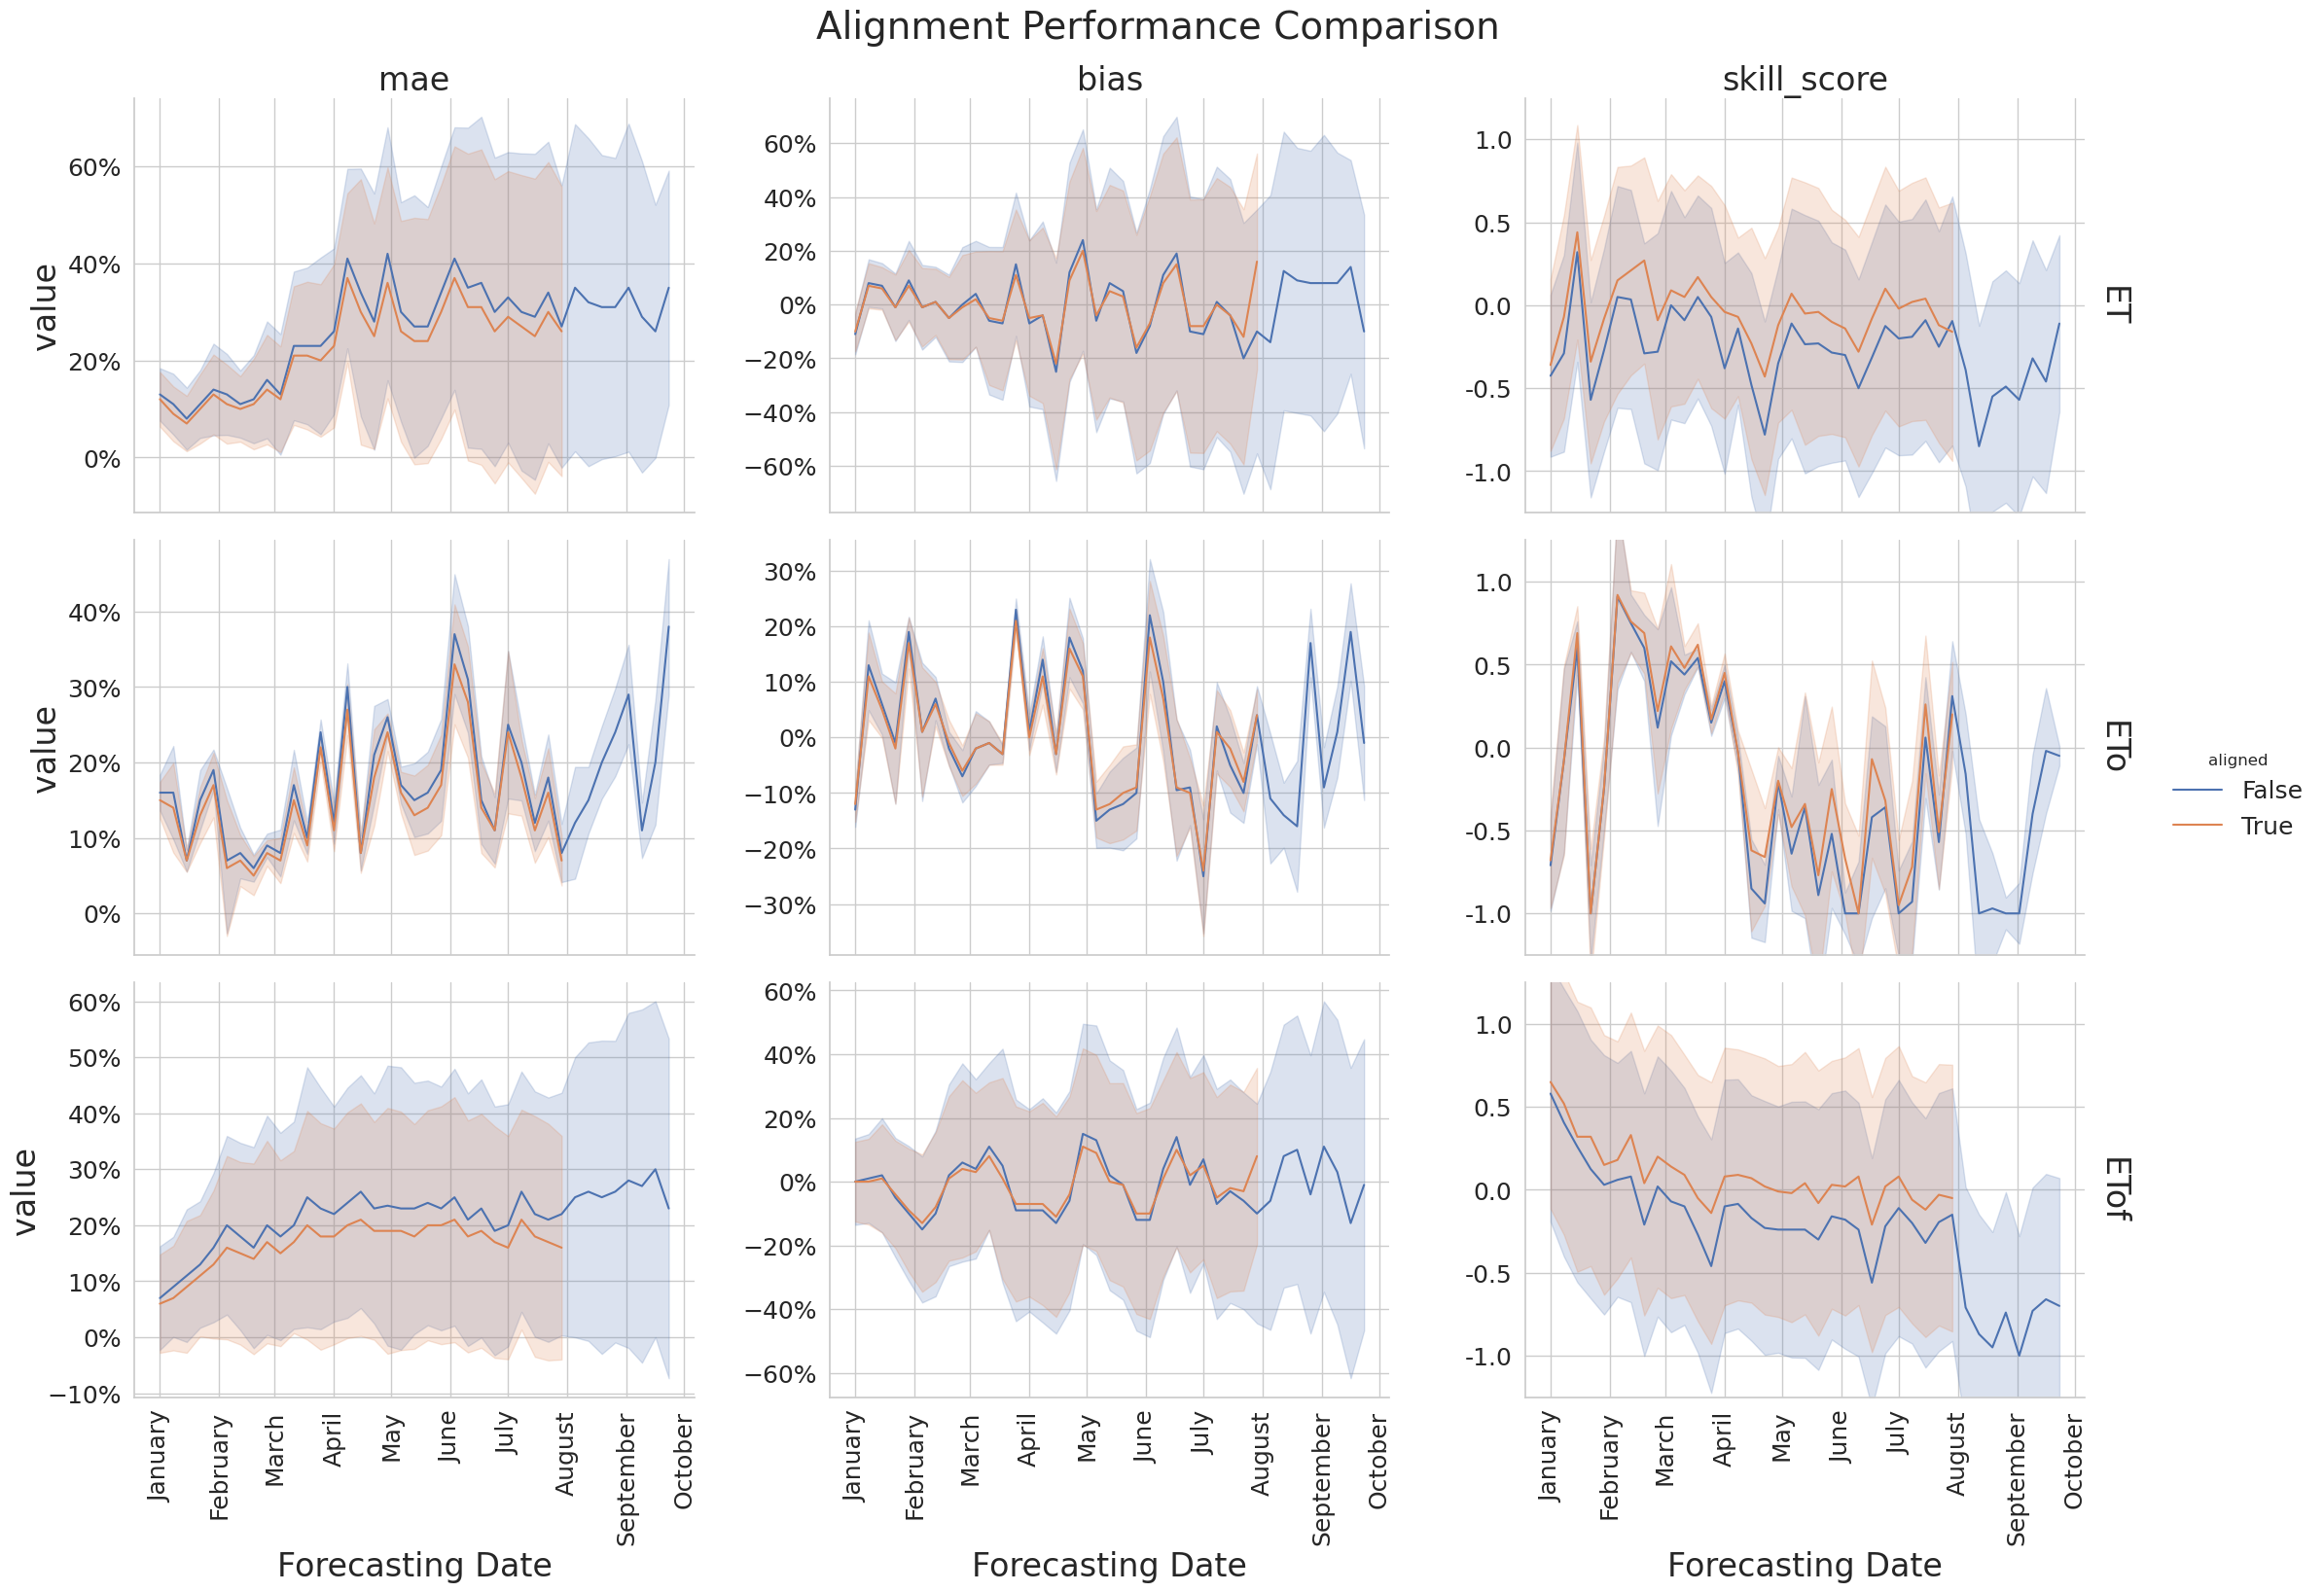 Alignment Performance Comparison
mae
bias
skill_score
value
60%
40%
20%
0%
60%
40%
20%
0%
−20%
−40%
−60%
1.0
0.5
0.0
-0.5
-1.0
ET
value
40%
30%
20%
10%
0%
30%
20%
10%
0%
−10%
−20%
−30%
1.0
0.5
0.0
-0.5
-1.0
ETo
aligned
False
True
value
60%
50%
40%
30%
20%
10%
0%
−10%
60%
40%
20%
0%
−20%
−40%
−60%
1.0
0.5
0.0
-0.5
-1.0
ETof
January
February
March
April
May
June
July
August
September
October
January
February
March
April
May
June
July
August
September
October
January
February
March
April
May
June
July
August
September
October
Forecasting Date
Forecasting Date
Forecasting Date